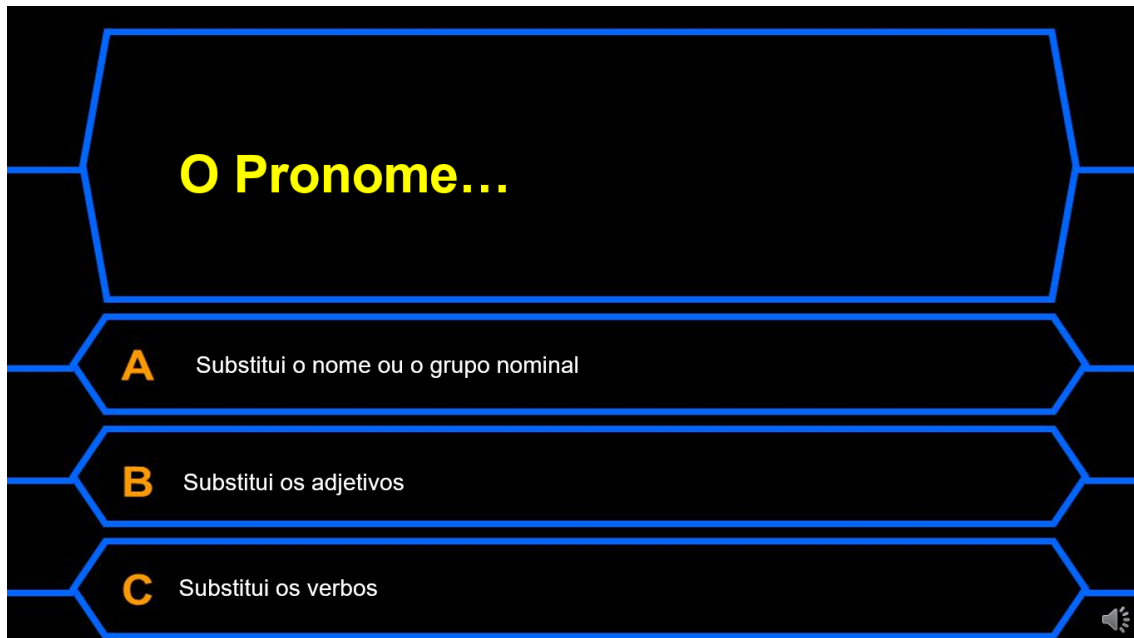 O Pronome…
A Substitui o nome ou o grupo nominal
B Substitui os adjetivos
C Substitui os verbos